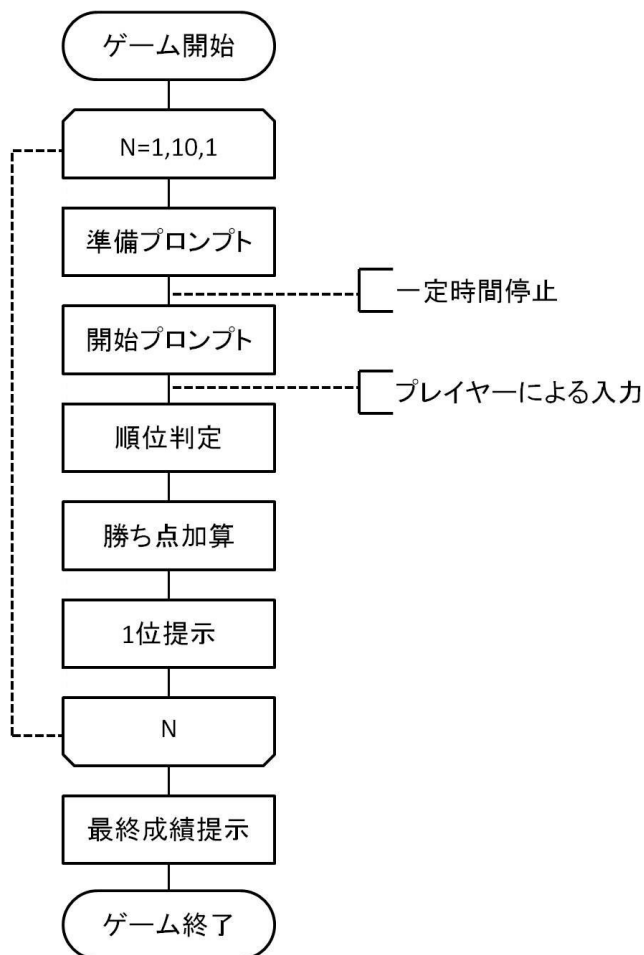 ゲーム開始
N=1,10,1
準備プロンプト
一定時間停止
開始プロンプト
プレイヤーによる入力
順位判定
勝ち点加算
1位提示
N
最終成績提示
ゲーム終了